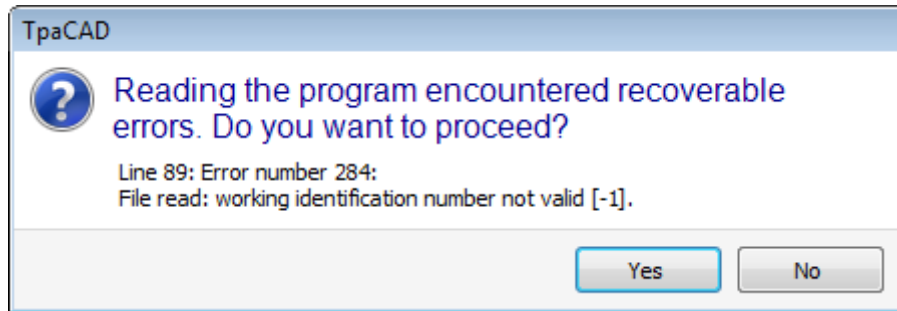 TpaCAD
Reading the program encountered recoverable
errors. Do you want to proceed?
Line 89: Error number 284:
File read: working identification number not valid [-1].
Yes
No